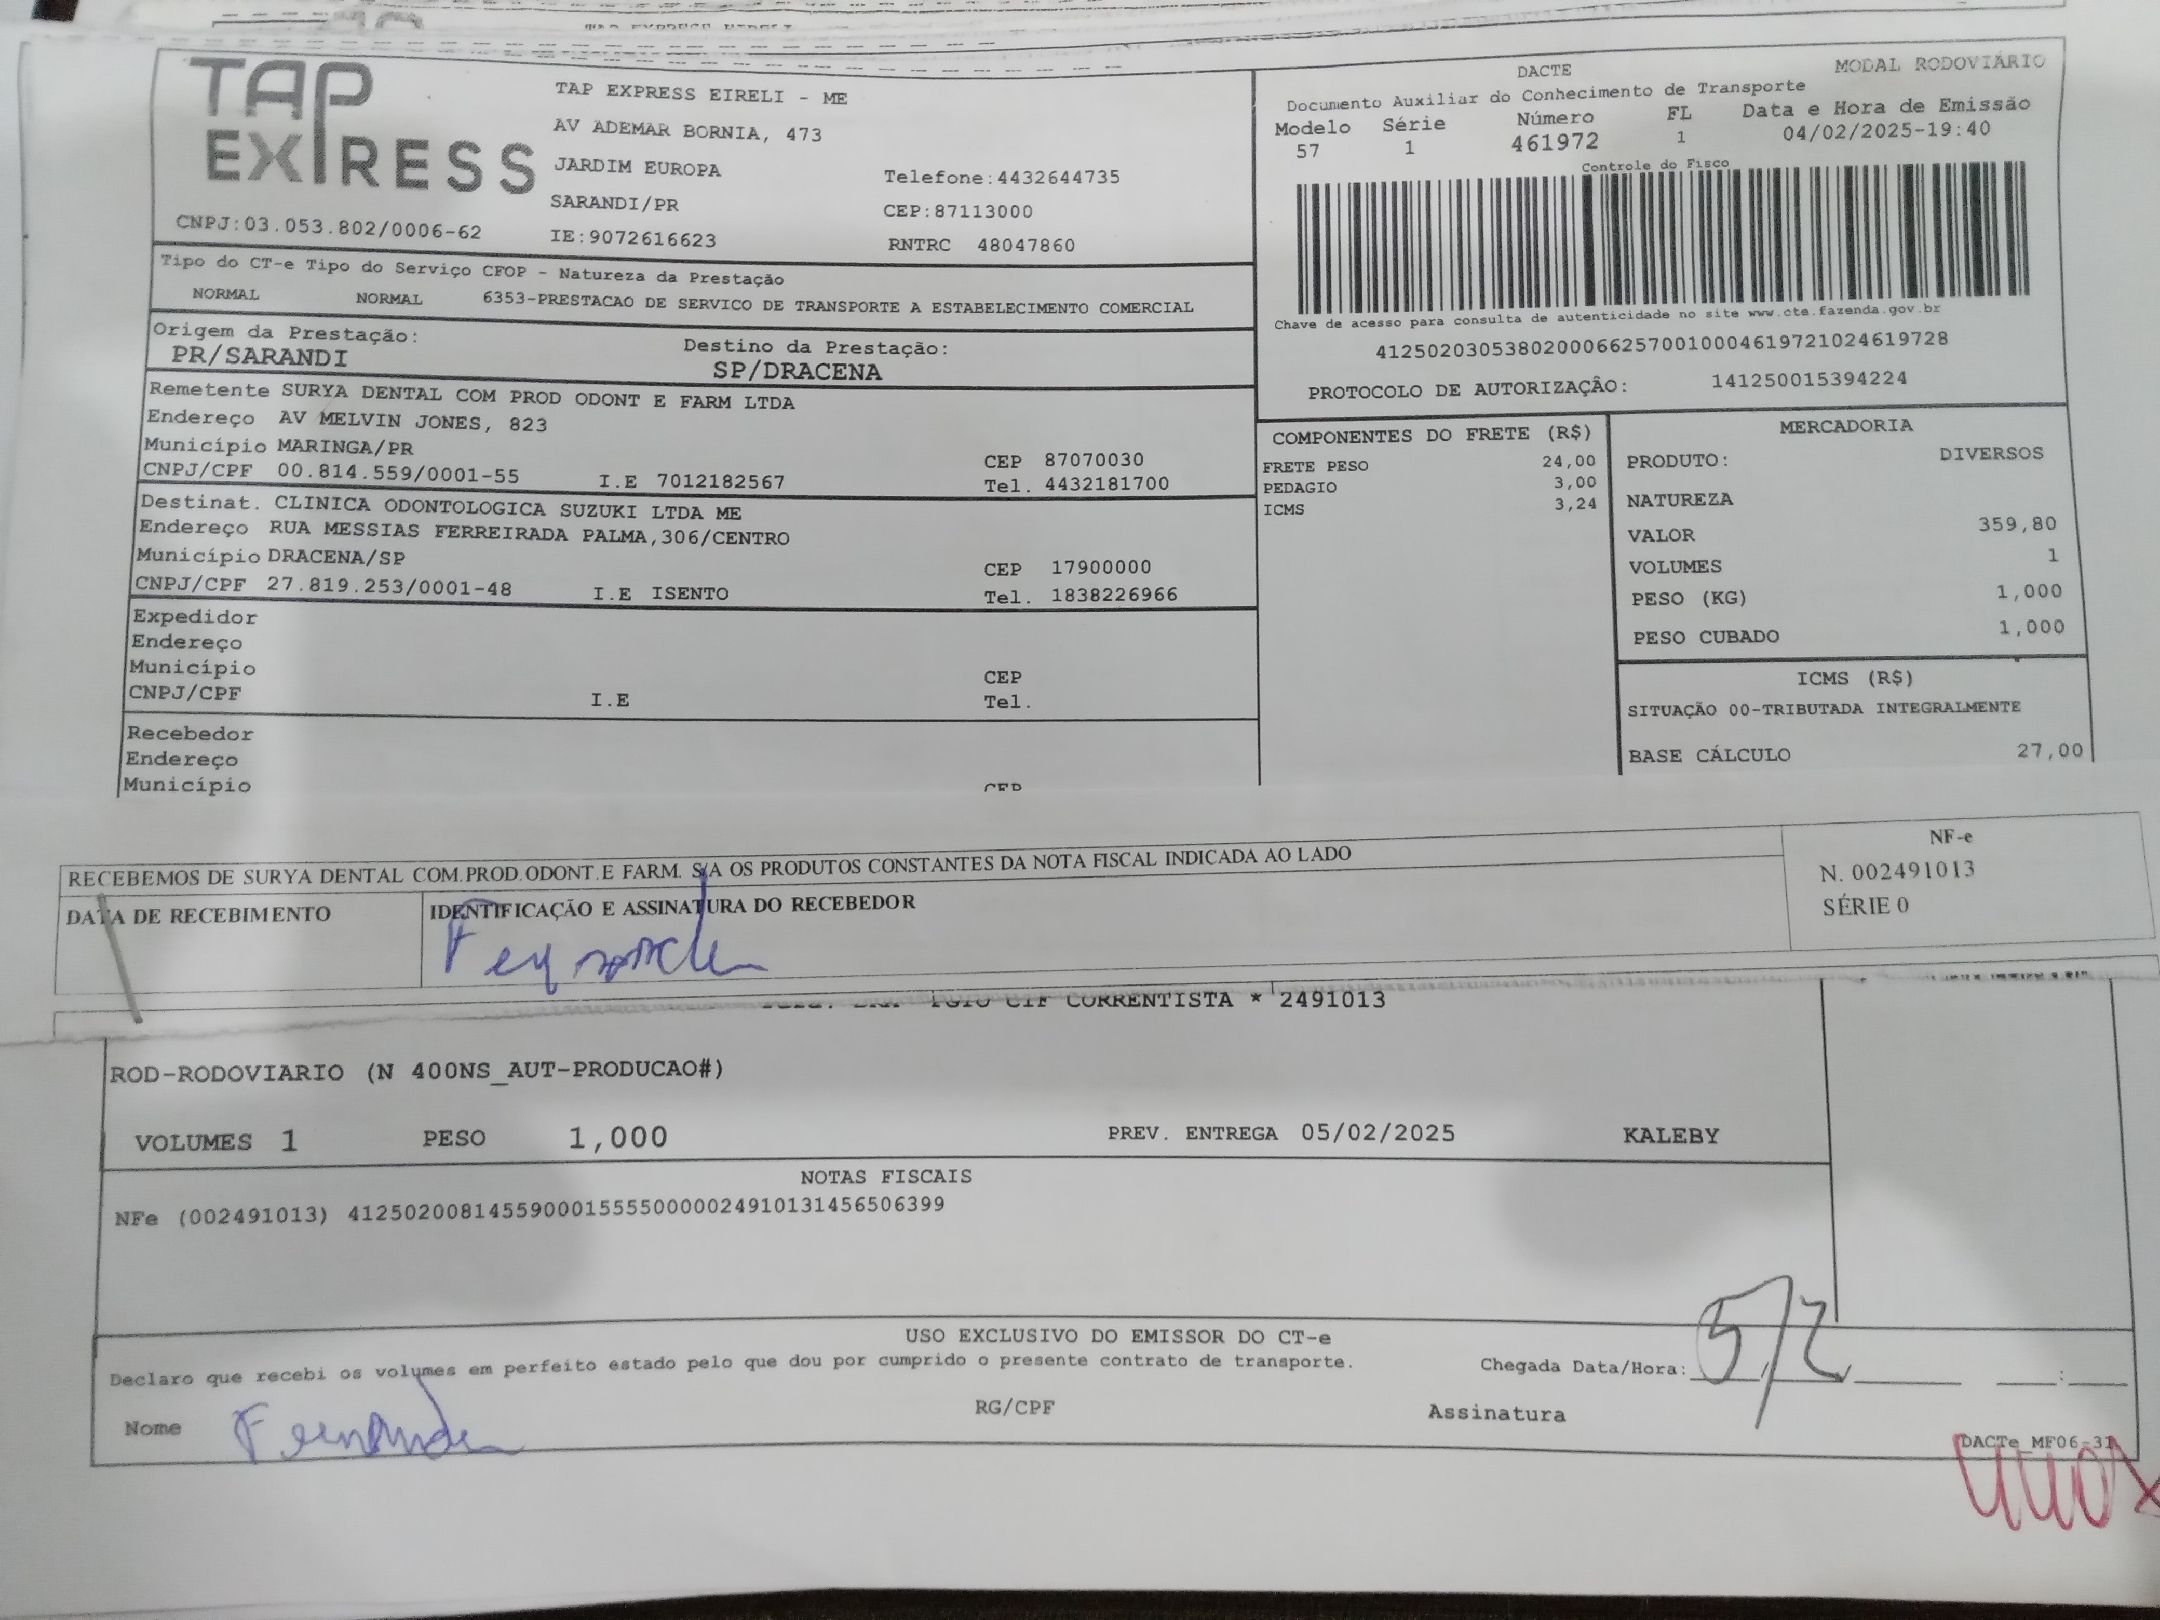 TAP
EXPRESS
TAP EXPRESS EIRELI - ME
AV ADEMAR BORNIA, 473
JARDIM EUROPA
Telefone:4432644735
SARANDI/PR
CEP:87113000
CNPJ:03.053.802/0006-62
IE:9072616623
RNTRC 48047860
DACTE
MODAL RODOVIÁRIO
Documento Auxiliar do Conhecimento de Transporte
Modelo Série Número FL Data e Hora de Emissão
57 1 461972 1 04/02/2025-19:40
Controle do Fisco
Chave de acesso para consulta de autenticidade no site www.cte.fazenda.gov.br
41250203053802000662570010004619721024619728
PROTOCOLO DE AUTORIZAÇÃO: 141250015394224
Tipo do CT-e Tipo do Serviço CFOP - Natureza da Prestação
NORMAL NORMAL 6353-PRESTACAO DE SERVICO DE TRANSPORTE A ESTABELECIMENTO COMERCIAL
Origem da Prestação: Destino da Prestação:
PR/SARANDI SP/DRACENA
Remetente SURYA DENTAL COM PROD ODONT E FARM LTDA
Endereço AV MELVIN JONES, 823
Município MARINGA/PR CEP 87070030
CNPJ/CPF 00.814.559/0001-55 I.E 7012182567 Tel. 4432181700
Destinat. CLINICA ODONTOLOGICA SUZUKI LTDA ME
Endereço RUA MESSIAS FERREIRADA PALMA,306/CENTRO
Município DRACENA/SP CEP 17900000
CNPJ/CPF 27.819.253/0001-48 I.E ISENTO Tel. 1838226966
Expedidor
Endereço
Município CEP
CNPJ/CPF I.E Tel.
Recebedor
Endereço
Município CEP
COMPONENTES DO FRETE (R$)
FRETE PESO 24,00
PEDAGIO 3,00
ICMS 3,24
MERCADORIA
PRODUTO: DIVERSOS
NATUREZA
VALOR 359,80
VOLUMES 1
PESO (KG) 1,000
PESO CUBADO 1,000
ICMS (R$)
SITUAÇÃO 00-TRIBUTADA INTEGRALMENTE
BASE CÁLCULO 27,00
RECEBEMOS DE SURYA DENTAL COM.PROD.ODONT.E FARM. S/A OS PRODUTOS CONSTANTES DA NOTA FISCAL INDICADA AO LADO
DATA DE RECEBIMENTO
IDENTIFICAÇÃO E ASSINATURA DO RECEBEDOR
NF-e
N. 002491013
SÉRIE 0
CIF CORRENTISTA * 2491013
ROD-RODOVIARIO (N 400NS_AUT-PRODUCAO#)
VOLUMES 1 PESO 1,000 PREV. ENTREGA 05/02/2025 KALEBY
NOTAS FISCAIS
NFe (002491013) 41250200814559000155550000024910131456506399
USO EXCLUSIVO DO EMISSOR DO CT-e
Declaro que recebi os volumes em perfeito estado pelo que dou por cumprido o presente contrato de transporte.
Chegada Data/Hora: 5/2
Nome Fernanda RG/CPF Assinatura
DACTe_MF06-31